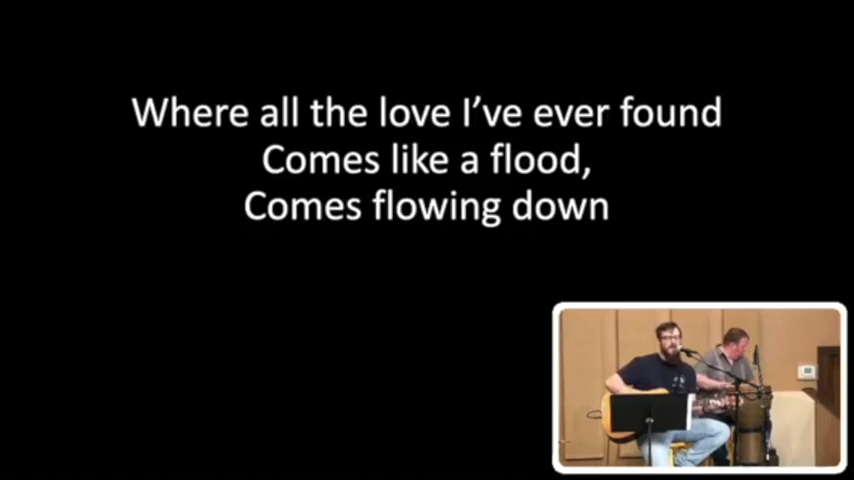 Where all the love I've ever found
Comes like a flood,
Comes flowing down